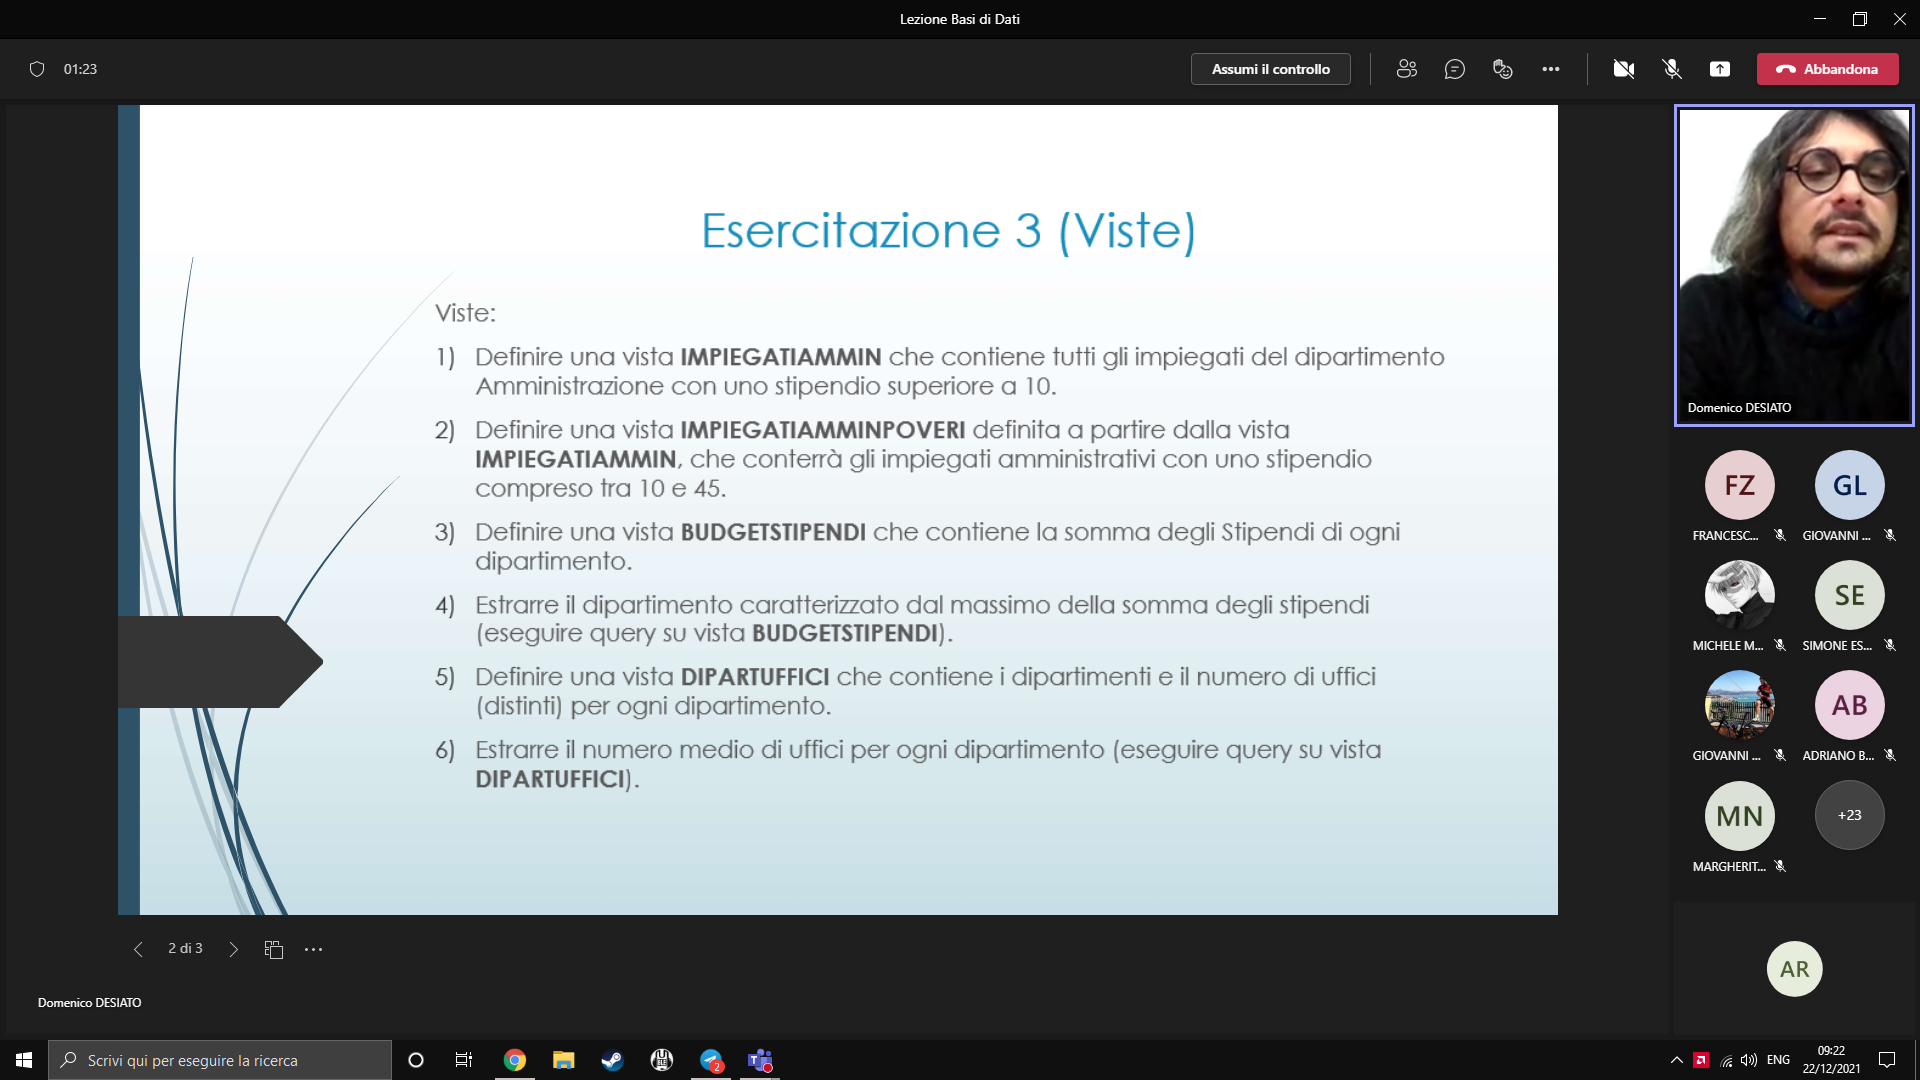 Lezione Basi di Dati
01:23
Assumi il controllo
Abbandona
Esercitazione 3 (Viste)
Viste:
1) Definire una vista IMPIEGATIAMMIN che contiene tutti gli impiegati del dipartimento
Amministrazione con uno stipendio superiore a 10.
2) Definire una vista IMPIEGATIAMMINPOVERI definita a partire dalla vista
IMPIEGATIAMMIN, che conterrà gli impiegati amministrativi con uno stipendio
compreso tra 10 e 45.
3) Definire una vista BUDGETSTIPENDI che contiene la somma degli Stipendi di ogni
dipartimento.
4) Estrarre il dipartimento caratterizzato dal massimo della somma degli stipendi
(eseguire query su vista BUDGETSTIPENDI).
5) Definire una vista DIPARTUFFICI che contiene i dipartimenti e il numero di uffici
(distinti) per ogni dipartimento.
6) Estrarre il numero medio di uffici per ogni dipartimento (eseguire query su vista
DIPARTUFFICI).
2 di 3
Domenico DESIATO
Domenico DESIATO
FZ GL
FRANCESC... GIOVANNI ...
SE
MICHELE M... SIMONE ES...
AB
GIOVANNI ... ADRIANO B...
MN +23
MARGHERIT...
AR
Scrivi qui per eseguire la ricerca
2
ENG
09:22
22/12/2021